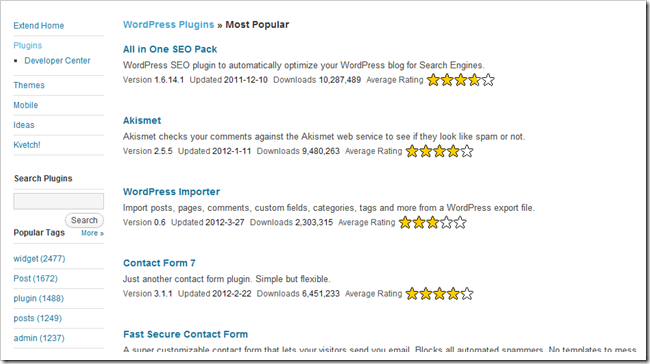 Extend Home
Plugins
Developer Center
Themes
Mobile
Ideas
Kvetch!
Search Plugins
Search
Popular Tags More »
widget (2477)
Post (1672)
plugin (1488)
posts (1249)
admin (1237)
WordPress Plugins » Most Popular
All in One SEO Pack
WordPress SEO plugin to automatically optimize your WordPress blog for Search Engines.
Version 1.6.14.1 Updated 2011-12-10 Downloads 10,287,489 Average Rating
Akismet
Akismet checks your comments against the Akismet web service to see if they look like spam or not.
Version 2.5.5 Updated 2012-1-11 Downloads 9,480,263 Average Rating
WordPress Importer
Import posts, pages, comments, custom fields, categories, tags and more from a WordPress export file.
Version 0.6 Updated 2012-3-27 Downloads 2,303,315 Average Rating
Contact Form 7
Just another contact form plugin. Simple but flexible.
Version 3.1.1 Updated 2012-2-22 Downloads 6,451,233 Average Rating
Fast Secure Contact Form
A super customizable contact form that lets your visitors send you email. Blocks all automated spammers. No templates to mess